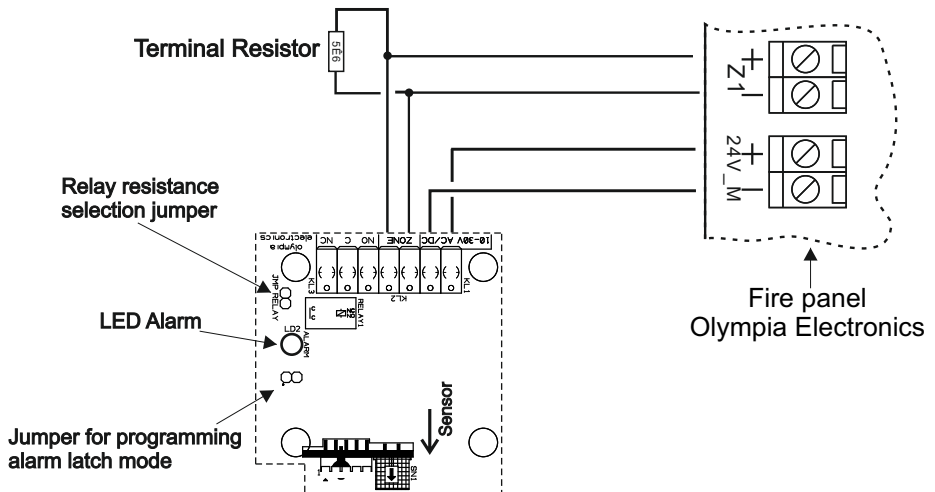 Terminal Resistor
5E6
+
Z1
−
+
24V_M
−
Fire panel
Olympia Electronics
Relay resistance
selection jumper
LED Alarm
Jumper for programming
alarm latch mode
olympia
electronics
NC
C
NO
ZONE
10-30V AC/DC
KL3
KL2
KL1
JMP RELAY
RELAY1
LD2
ALARM
Sensor
SN1
1